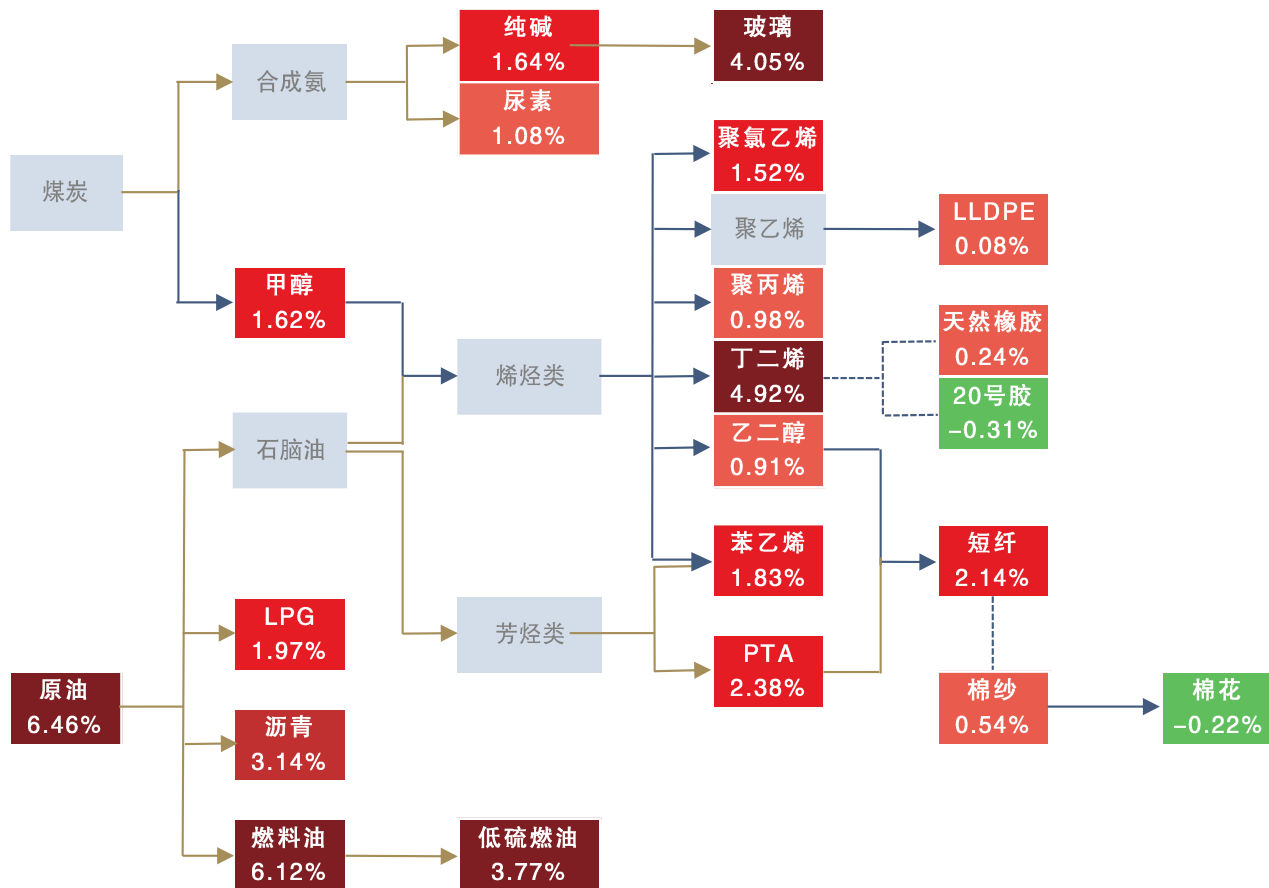 纯碱
1.64%
玻璃
4.05%
合成氨
尿素
1.08%
聚氯乙烯
1.52%
煤炭
聚乙烯
LLDPE
0.08%
甲醇
1.62%
聚丙烯
0.98%
天然橡胶
0.24%
烯烃类
丁二烯
4.92%
20号胶
-0.31%
石脑油
乙二醇
0.91%
苯乙烯
1.83%
短纤
2.14%
LPG
1.97%
芳烃类
PTA
2.38%
原油
6.46%
棉纱
0.54%
棉花
-0.22%
沥青
3.14%
燃料油
6.12%
低硫燃油
3.77%